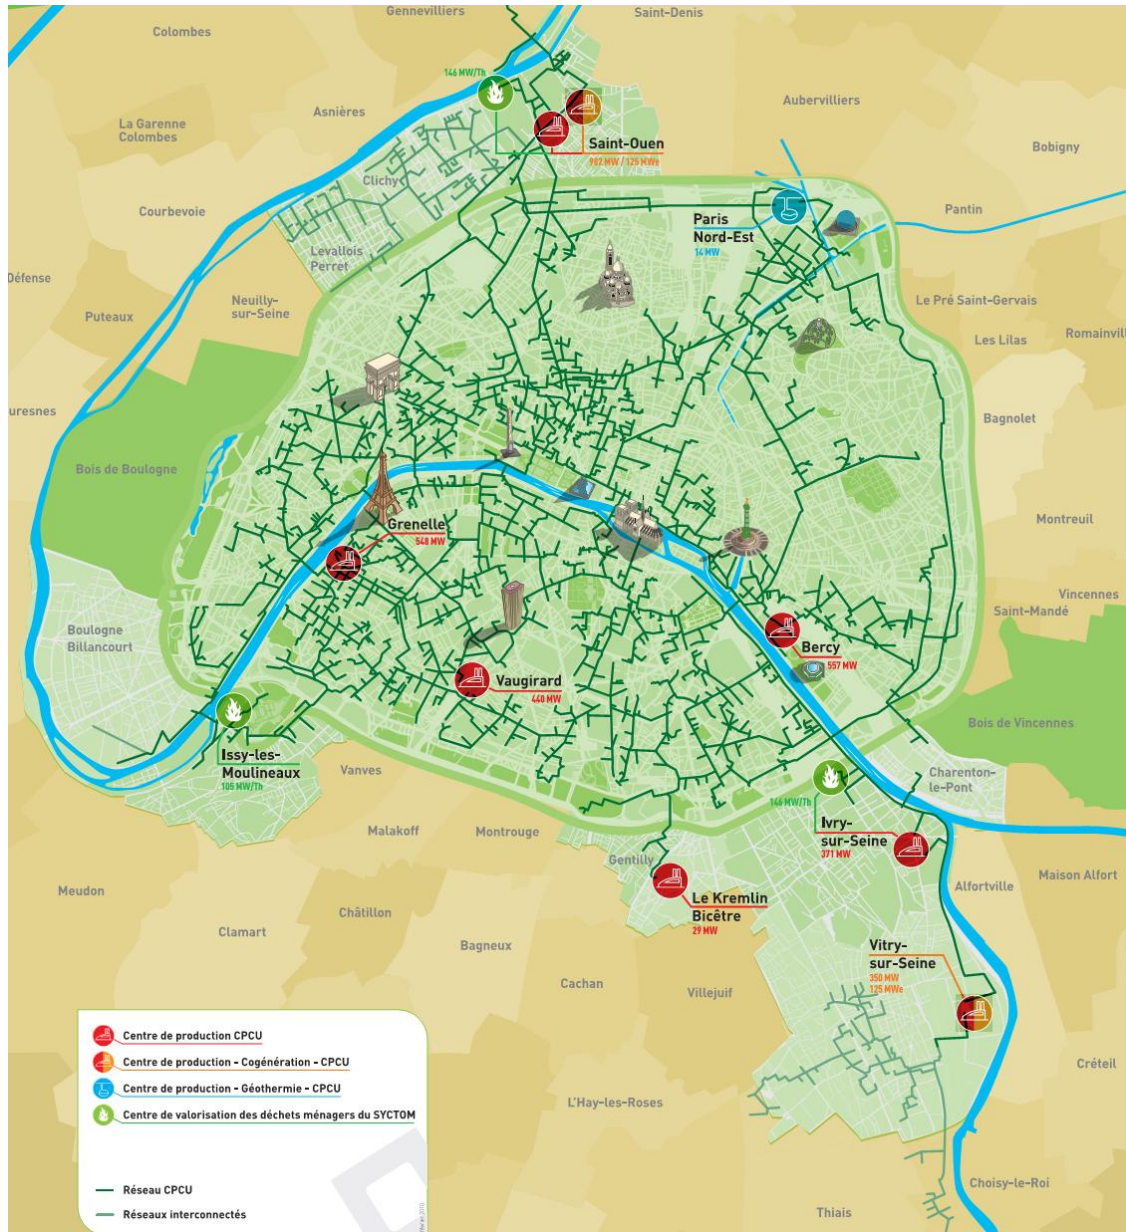 Gennevilliers
Saint-Denis
Colombes
146 MW/Th
Aubervilliers
Asnières
La Garenne
Colombes
Saint-Ouen
982 MW / 125 MWe
Bobigny
Clichy
Courbevoie
Pantin
Paris
Nord-Est
14 MW
Levallois
Perret
Défense
Neuilly-
sur-Seine
Le Pré Saint-Gervais
Puteaux
Les Lilas
Romainvil
uresnes
Bagnolet
Bois de Boulogne
Montreuil
Grenelle
548 MW
Vincennes
Saint-Mandé
Boulogne
Billancourt
Bercy
557 MW
Vaugirard
440 MW
Bois de Vincennes
Issy-les-
Moulineaux
105 MW/Th
Vanves
Charenton-
le-Pont
146 MW/Th
Malakoff
Montrouge
Ivry-
sur-Seine
371 MW
Gentilly
Meudon
Alfortville
Maison Alfort
Le Kremlin
Bicêtre
29 MW
Châtillon
Clamart
Bagneux
Vitry-
sur-Seine
350 MW
125 MWe
Cachan
Villejuif
Centre de production CPCU
Centre de production - Cogénération - CPCU
Centre de production - Géothermie - CPCU
Centre de valorisation des déchets ménagers du SYCTOM
Réseau CPCU
Réseaux interconnectés
Créteil
L'Hay-les-Roses
Choisy-le-Roi
Thiais